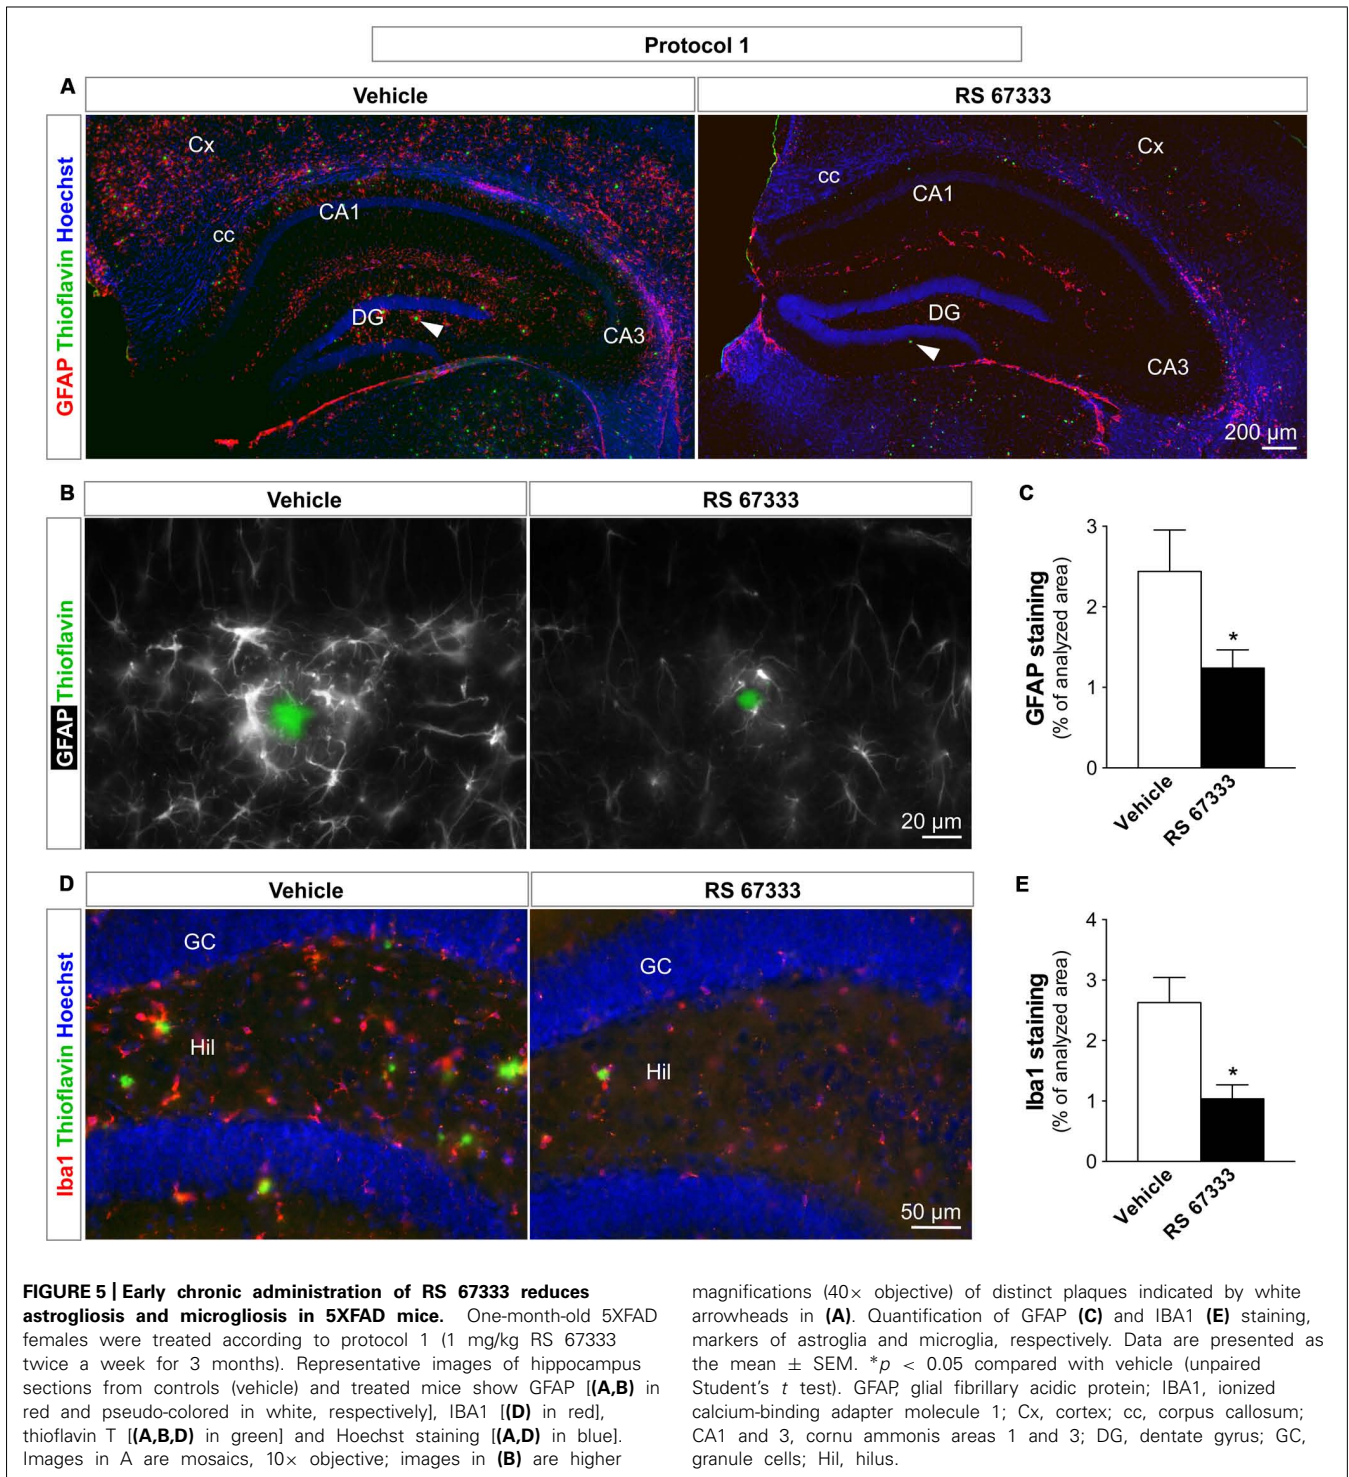 Protocol 1
A
Vehicle
RS 67333
GFAP Thioflavin Hoechst
Cx
cc
CA1
DG
CA3
Cx
cc
CA1
DG
CA3
200 µm
B
Vehicle
RS 67333
GFAP Thioflavin
20 µm
C
GFAP staining
(% of analyzed area)
3
2
1
0
*
Vehicle
RS 67333
D
Vehicle
RS 67333
Iba1 Thioflavin Hoechst
GC
Hil
GC
Hil
50 µm
E
Iba1 staining
(% of analyzed area)
4
3
2
1
0
*
Vehicle
RS 67333
FIGURE 5 | Early chronic administration of RS 67333 reduces
astrogliosis and microgliosis in 5XFAD mice. One-month-old 5XFAD
females were treated according to protocol 1 (1 mg/kg RS 67333
twice a week for 3 months). Representative images of hippocampus
sections from controls (vehicle) and treated mice show GFAP [(A,B) in
red and pseudo-colored in white, respectively], IBA1 [(D) in red],
thioflavin T [(A,B,D) in green] and Hoechst staining [(A,D) in blue].
Images in A are mosaics, 10× objective; images in (B) are higher
magnifications (40× objective) of distinct plaques indicated by white
arrowheads in (A). Quantification of GFAP (C) and IBA1 (E) staining,
markers of astroglia and microglia, respectively. Data are presented as
the mean ± SEM. *p < 0.05 compared with vehicle (unpaired
Student's t test). GFAP, glial fibrillary acidic protein; IBA1, ionized
calcium-binding adapter molecule 1; Cx, cortex; cc, corpus callosum;
CA1 and 3, cornu ammonis areas 1 and 3; DG, dentate gyrus; GC,
granule cells; Hil, hilus.